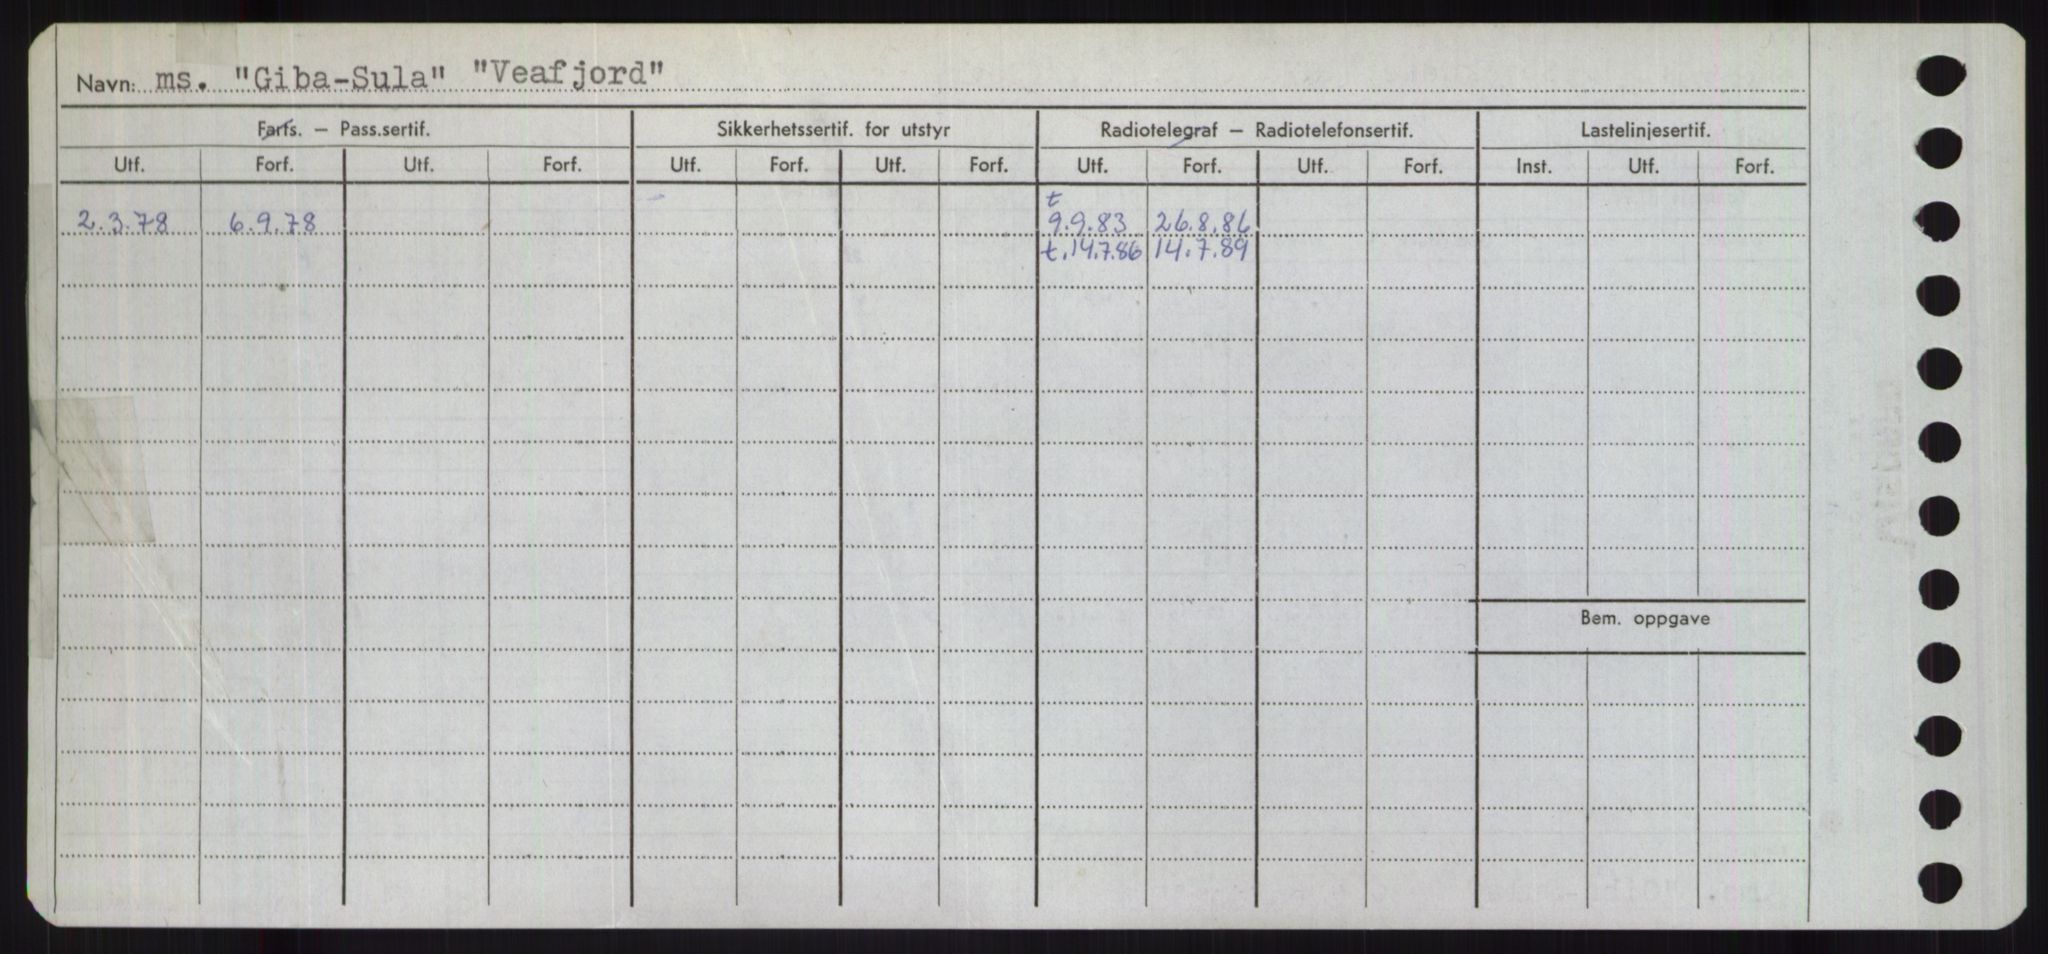 Navn: ms. "Giba-Sula" "Veafjord"
Farts. – Pass.sertif. Sikkerhetssertif. for utstyr Radiotelegraf – Radiotelefonsertif. Lastelinjesertif.
Utf. Forf. Utf. Forf. Utf. Forf. Utf. Forf. Utf. Forf. Utf. Forf. Inst. Utf. Forf.
t
2.3.78 6.9.78 9.9.83 26.8.86
t.14.7.86 14.7.89
Bem. oppgave